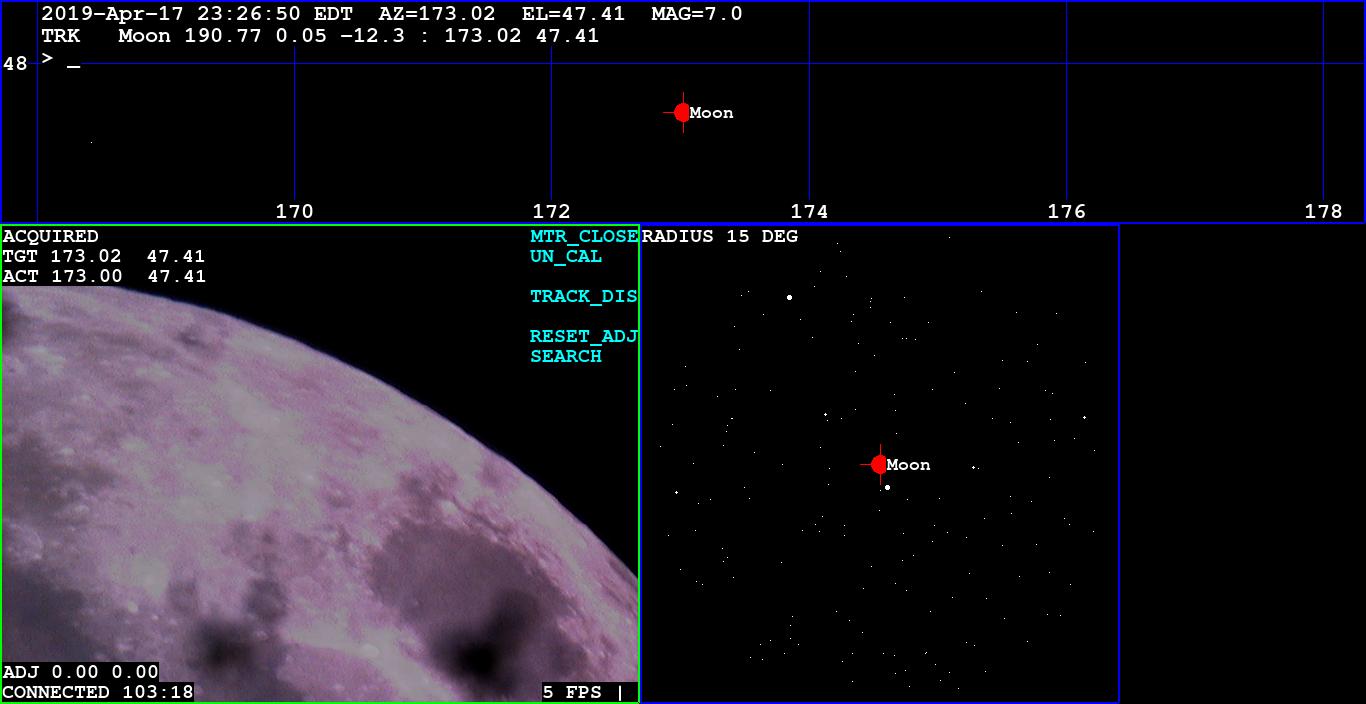 2019-Apr-17 23:26:50 EDT AZ=173.02 EL=47.41 MAG=7.0
TRK Moon 190.77 0.05 -12.3 : 173.02 47.41
> _
48
Moon
170 172 174 176 178
ACQUIRED
TGT 173.02 47.41
ACT 173.00 47.41
MTR_CLOSE
UN_CAL
TRACK_DIS
RESET_ADJ
SEARCH
ADJ 0.00 0.00
CONNECTED 103:18
5 FPS |
RADIUS 15 DEG
Moon